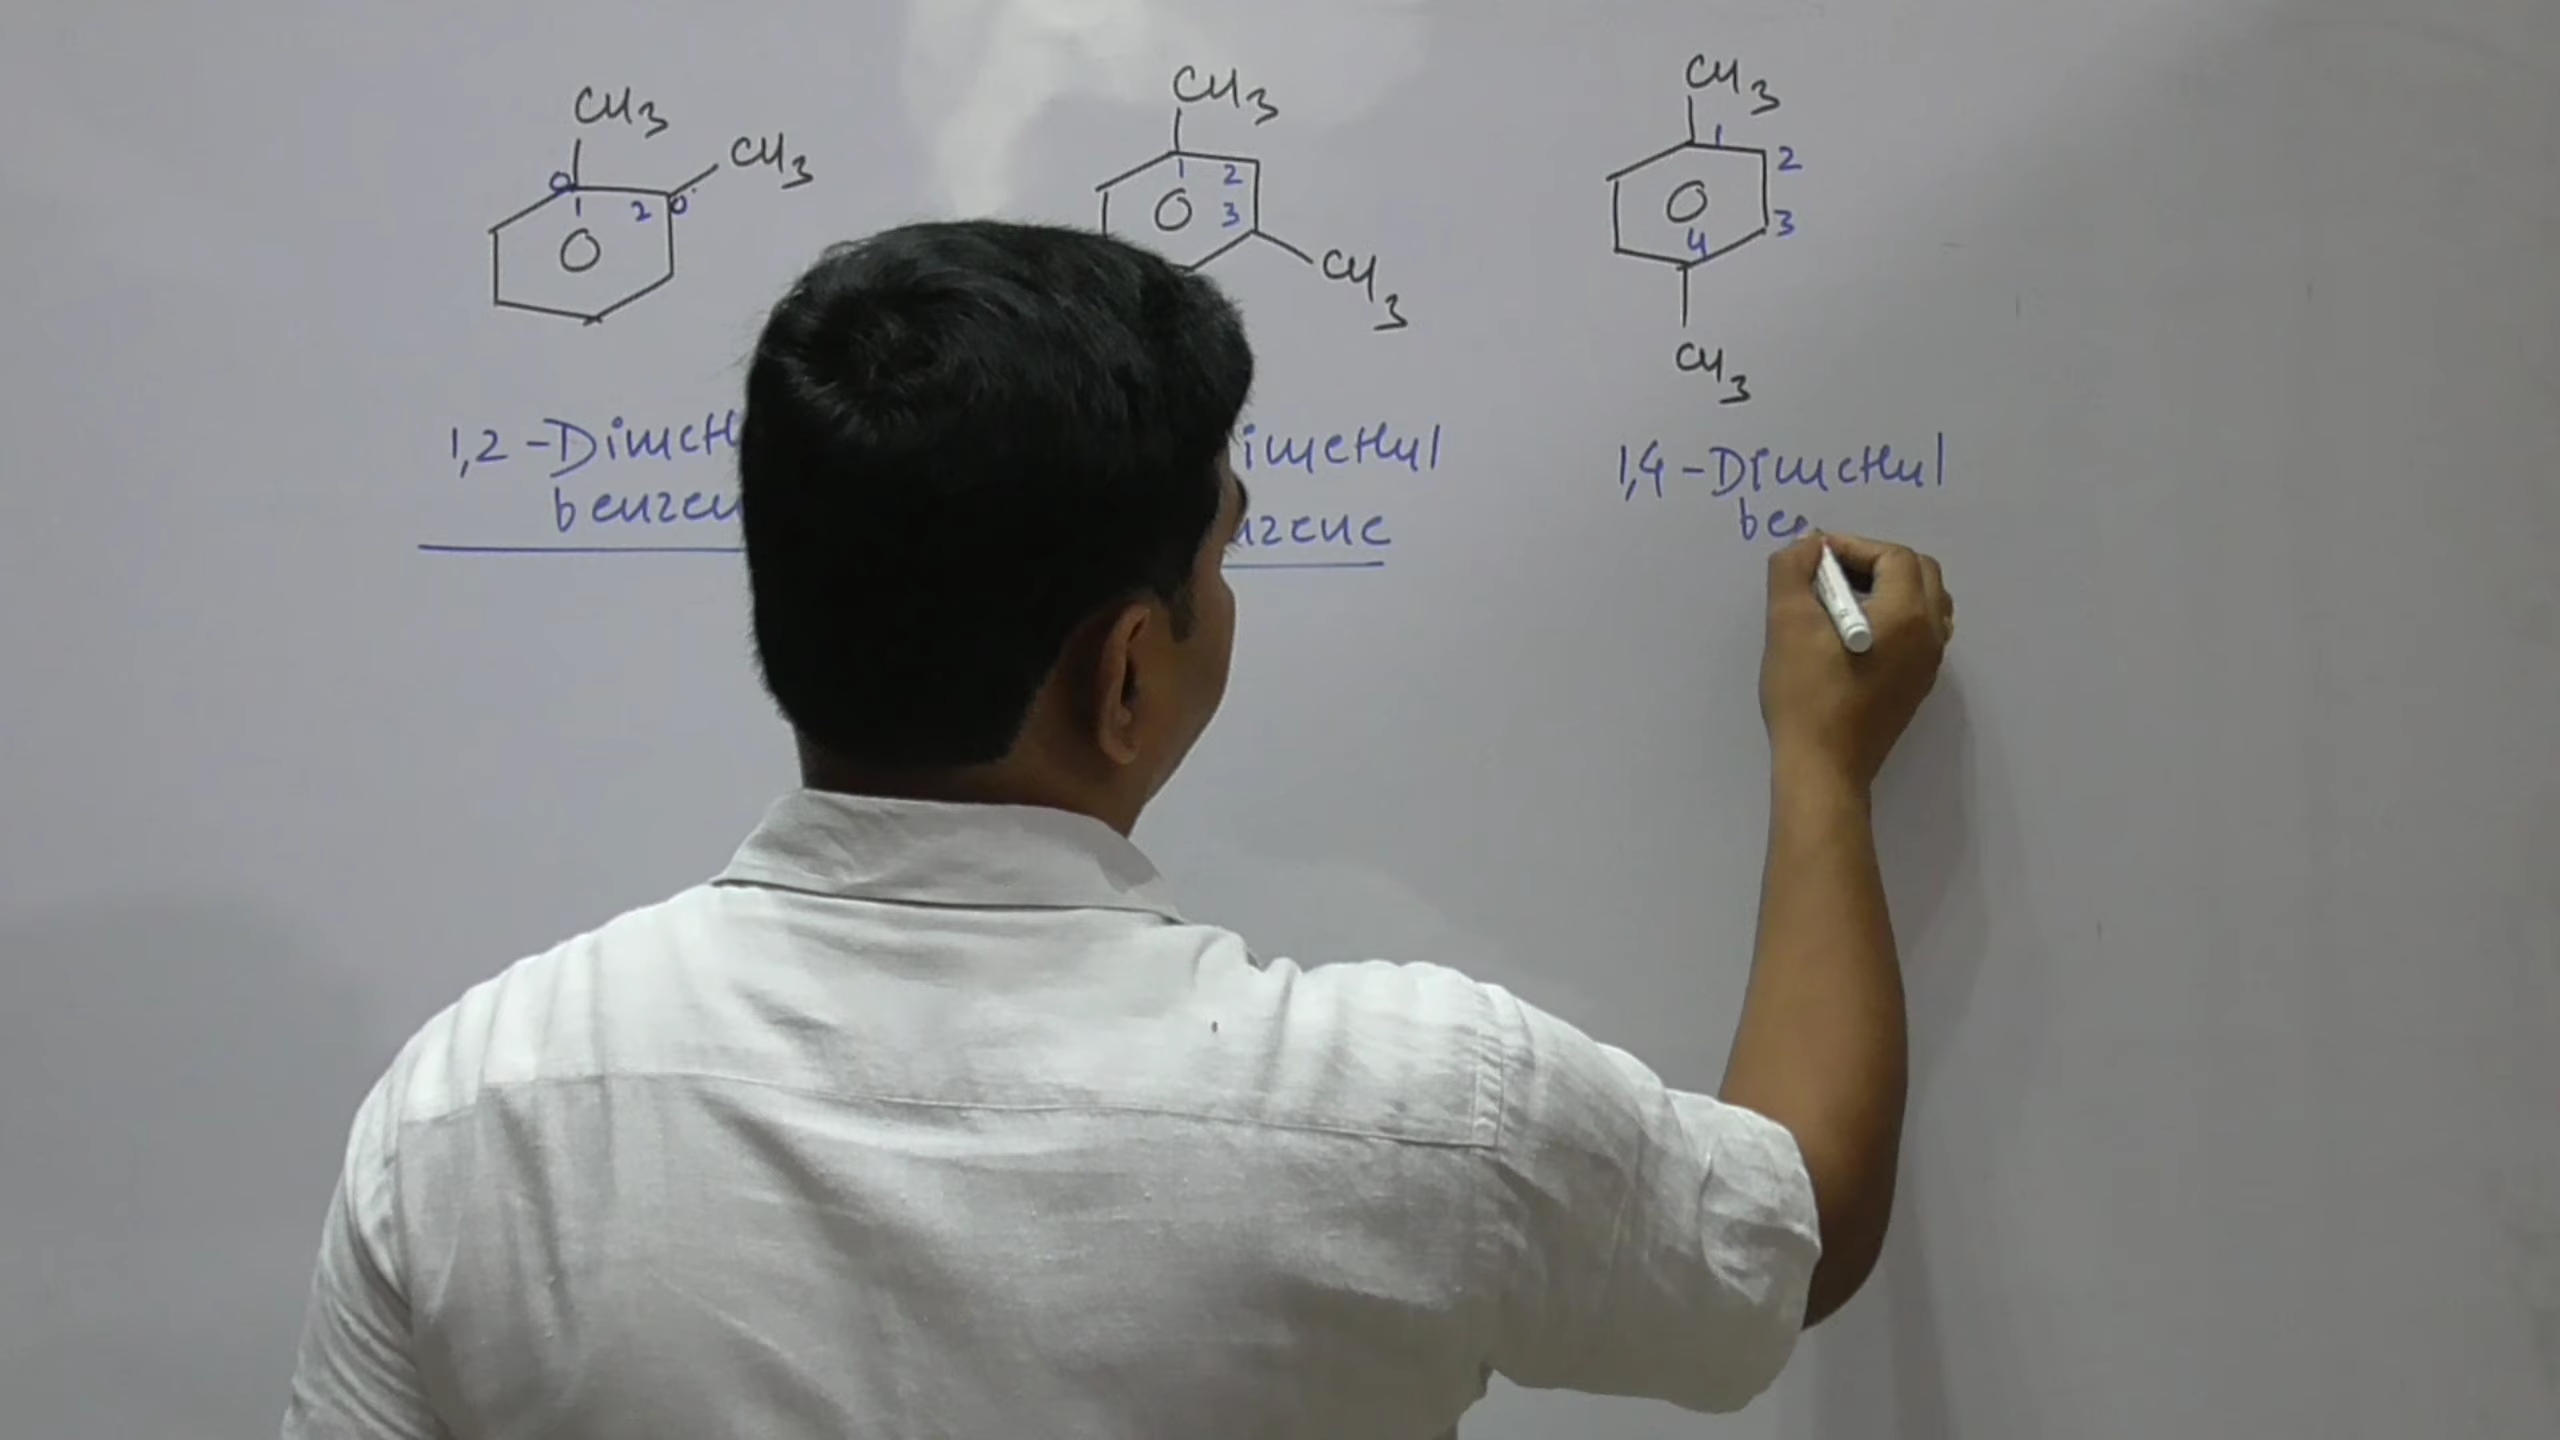 CH3
CH3
1 2
1,2-Dimeth
benzen
CH3
1 2
3
CH3
imethyl
nzene
CH3
1
2
3
4
CH3
1,4-Dimethyl
be